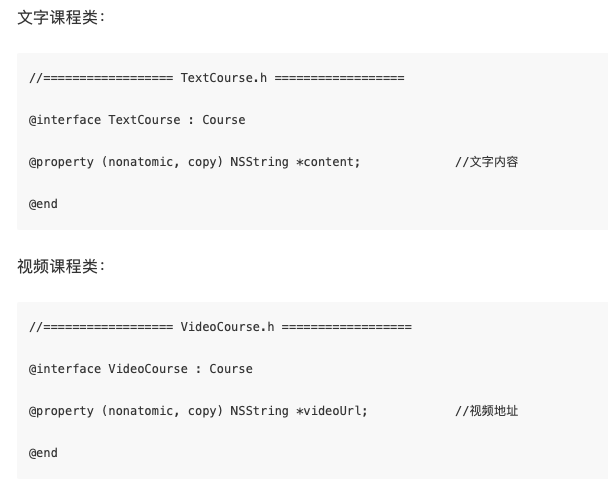 文字课程类：
//================== TextCourse.h ==================
@interface TextCourse : Course
@property (nonatomic, copy) NSString *content;             //文字内容
@end
视频课程类：
//================== VideoCourse.h ==================
@interface VideoCourse : Course
@property (nonatomic, copy) NSString *videoUrl;            //视频地址
@end